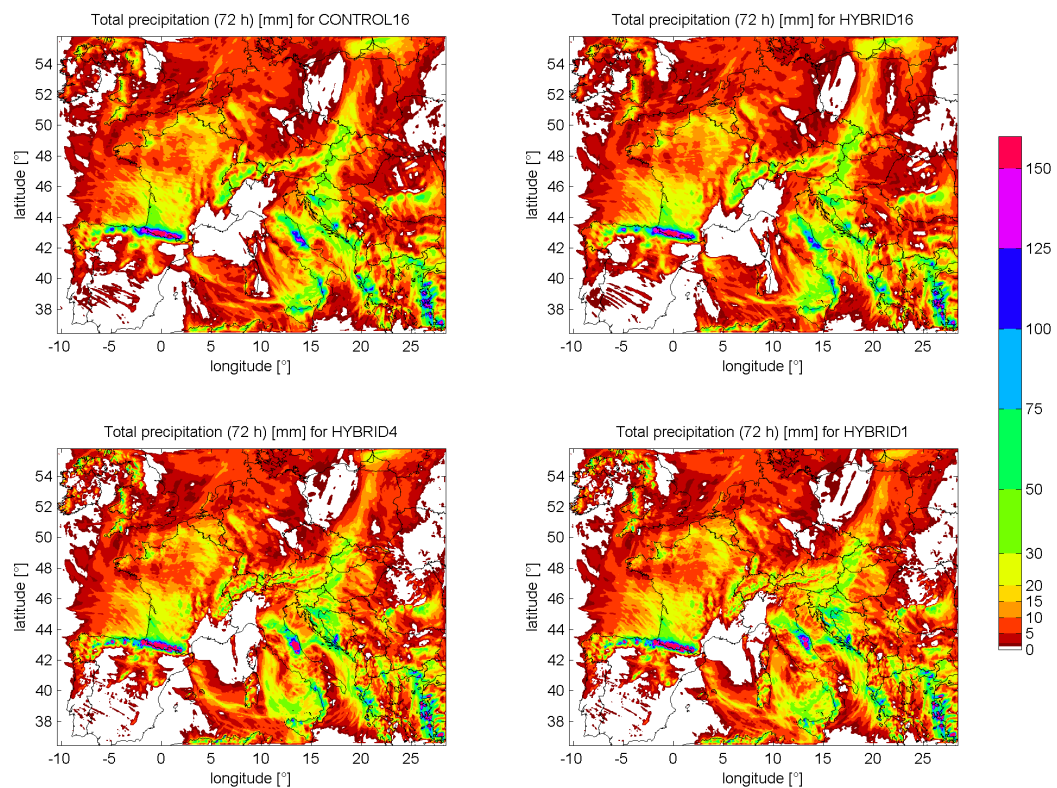 Total precipitation (72 h) [mm] for CONTROL16
Total precipitation (72 h) [mm] for HYBRID16
54
52
50
48
46
44
42
40
38
latitude [°]
-10 -5 0 5 10 15 20 25
longitude [°]
54
52
50
48
46
44
42
40
38
latitude [°]
-10 -5 0 5 10 15 20 25
longitude [°]
150
125
100
75
50
30
20
15
10
5
0
Total precipitation (72 h) [mm] for HYBRID4
Total precipitation (72 h) [mm] for HYBRID1
54
52
50
48
46
44
42
40
38
latitude [°]
-10 -5 0 5 10 15 20 25
longitude [°]
54
52
50
48
46
44
42
40
38
latitude [°]
-10 -5 0 5 10 15 20 25
longitude [°]